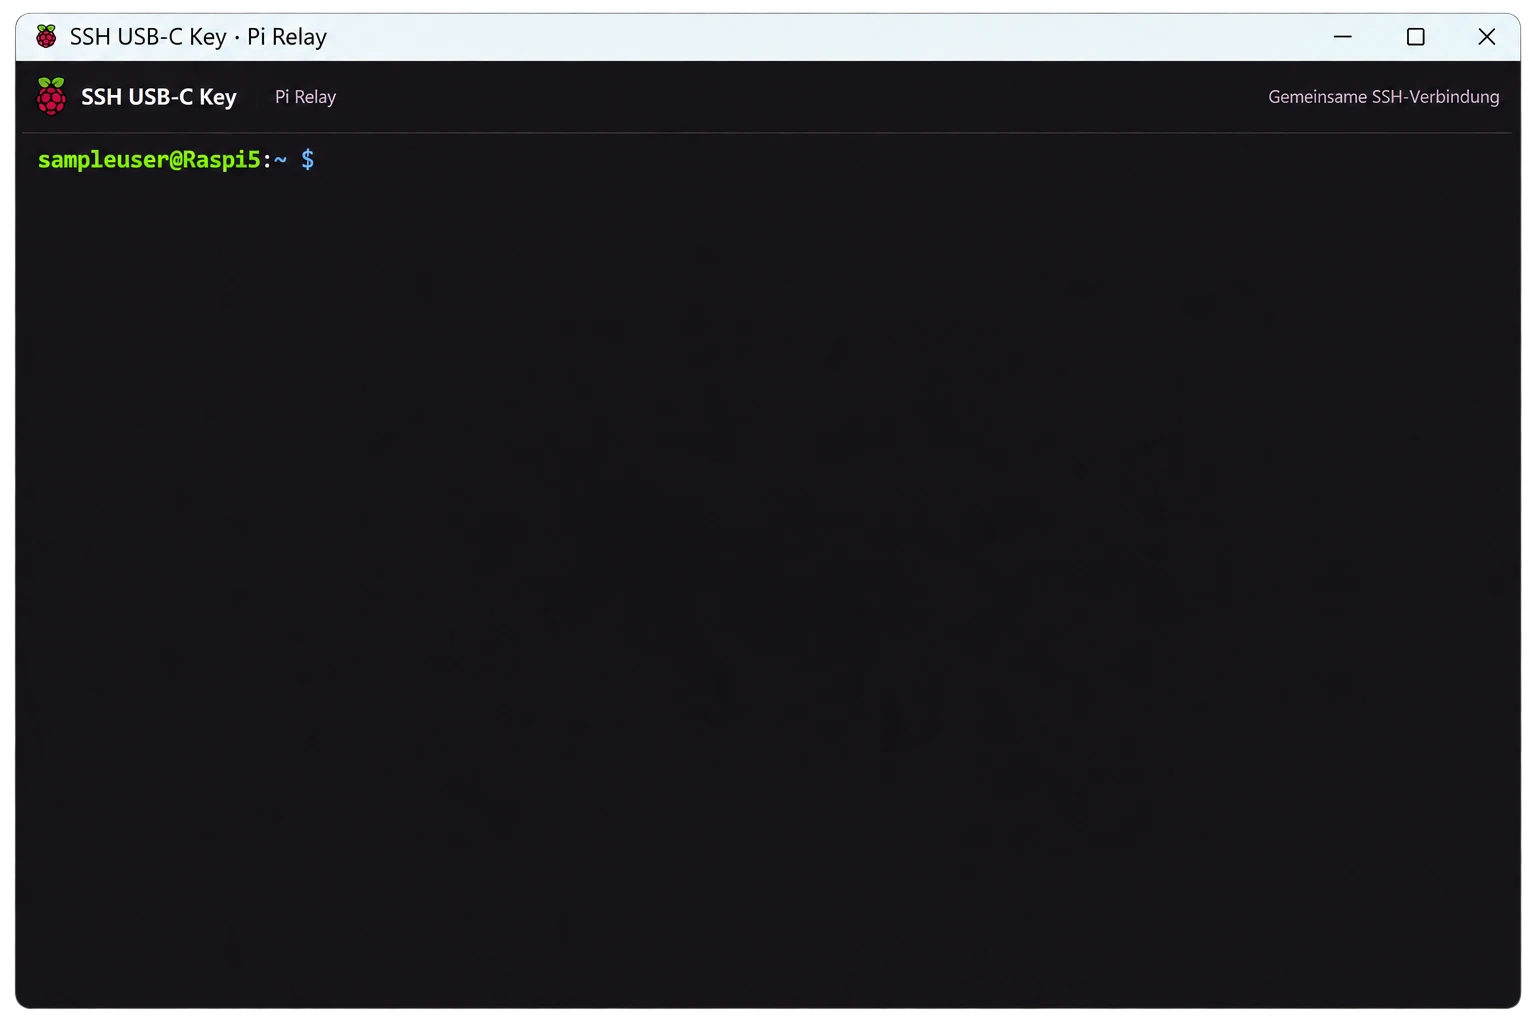 SSH USB-C Key · Pi Relay
SSH USB-C Key Pi Relay Gemeinsame SSH-Verbindung
sampleuser@Raspi5:~ $